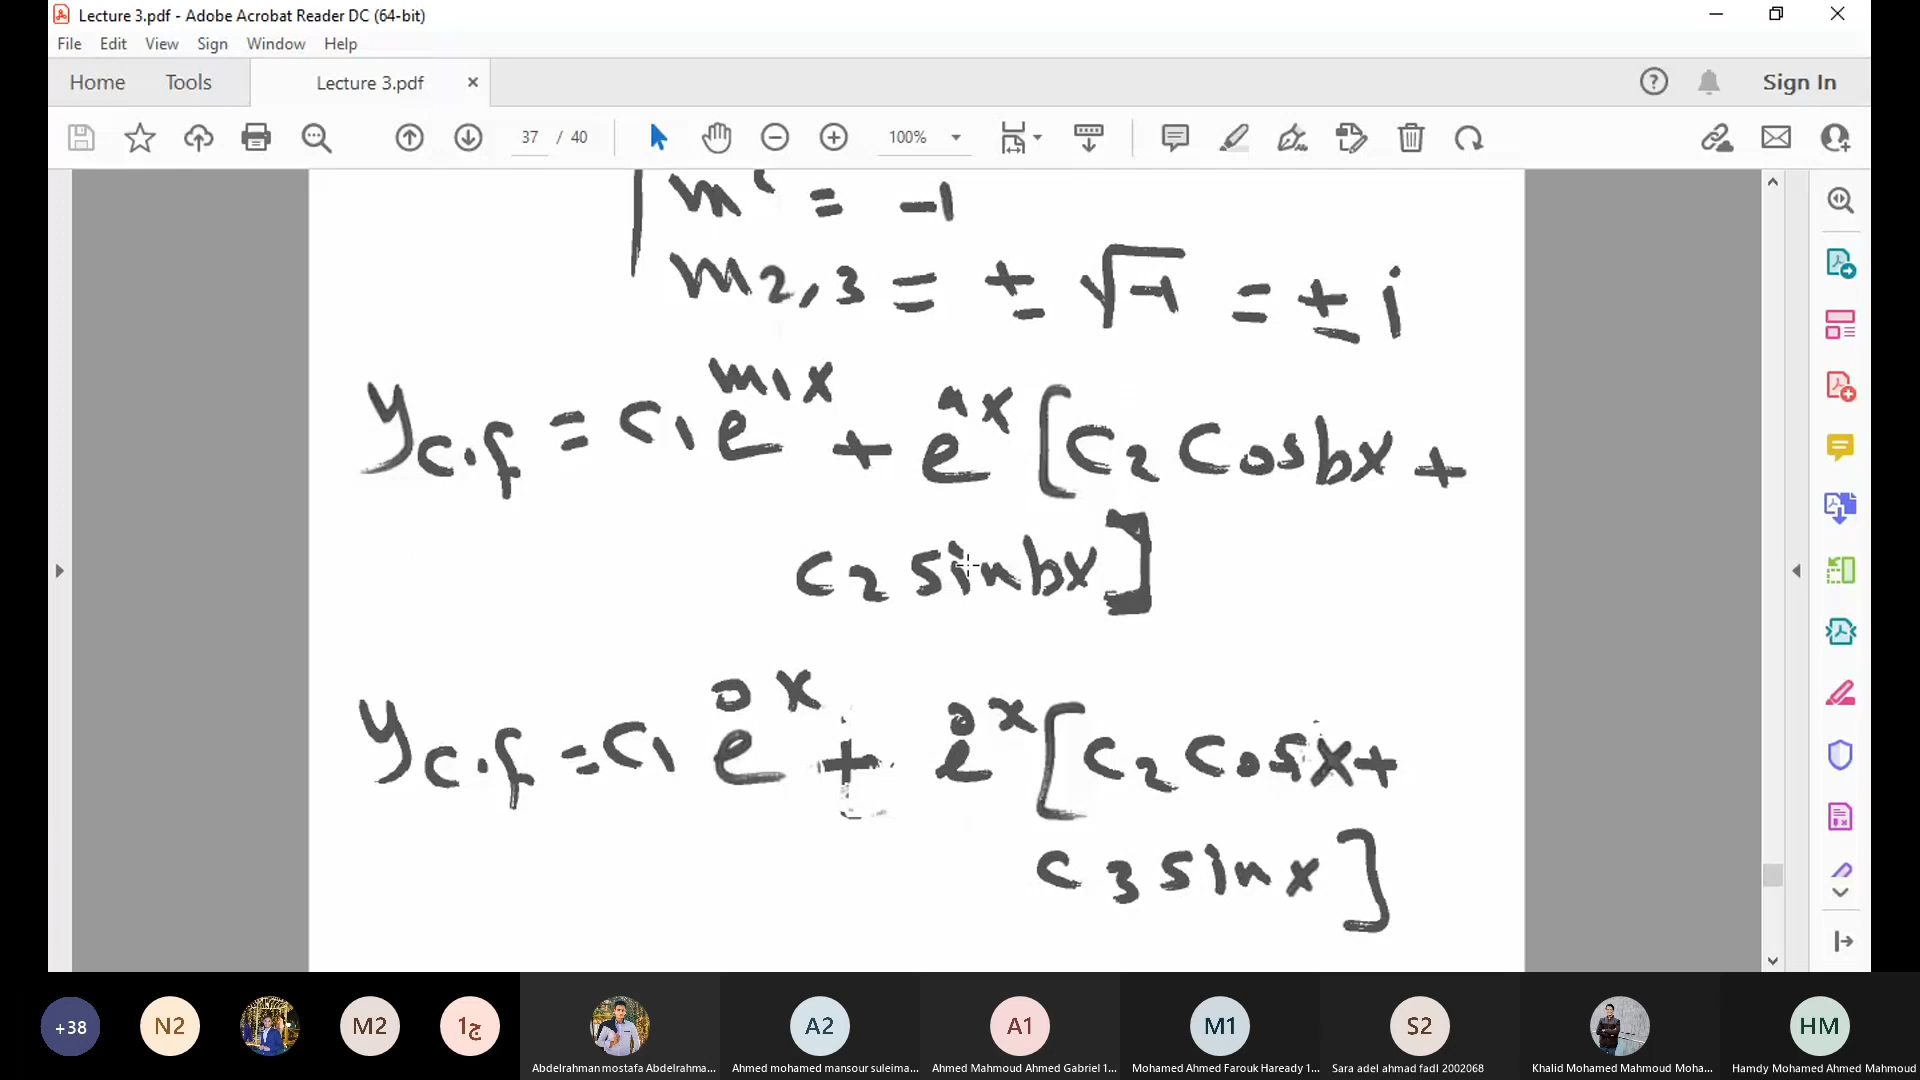 Lecture 3.pdf - Adobe Acrobat Reader DC (64-bit)
File Edit View Sign Window Help
Home Tools Lecture 3.pdf × Sign In
37 / 40 100%
m² = -1
m2,3 = ± √-1 = ± i
yc.f = c1 e^m1x + e^ax [c2 cosbx +
c2 sinbx]
yc.f = c1 e^0x + e^0x [c2 cosx +
c3 sinx]
+38 N2 M2 ج1 A2 A1 M1 S2 HM
Abdelrahman mostafa Abdelrahma... Ahmed mohamed mansour suleima... Ahmed Mahmoud Ahmed Gabriel 1... Mohamed Ahmed Farouk Haready 1... Sara adel ahmad fadl 2002068 Khalid Mohamed Mahmoud Moha... Hamdy Mohamed Ahmed Mahmoud